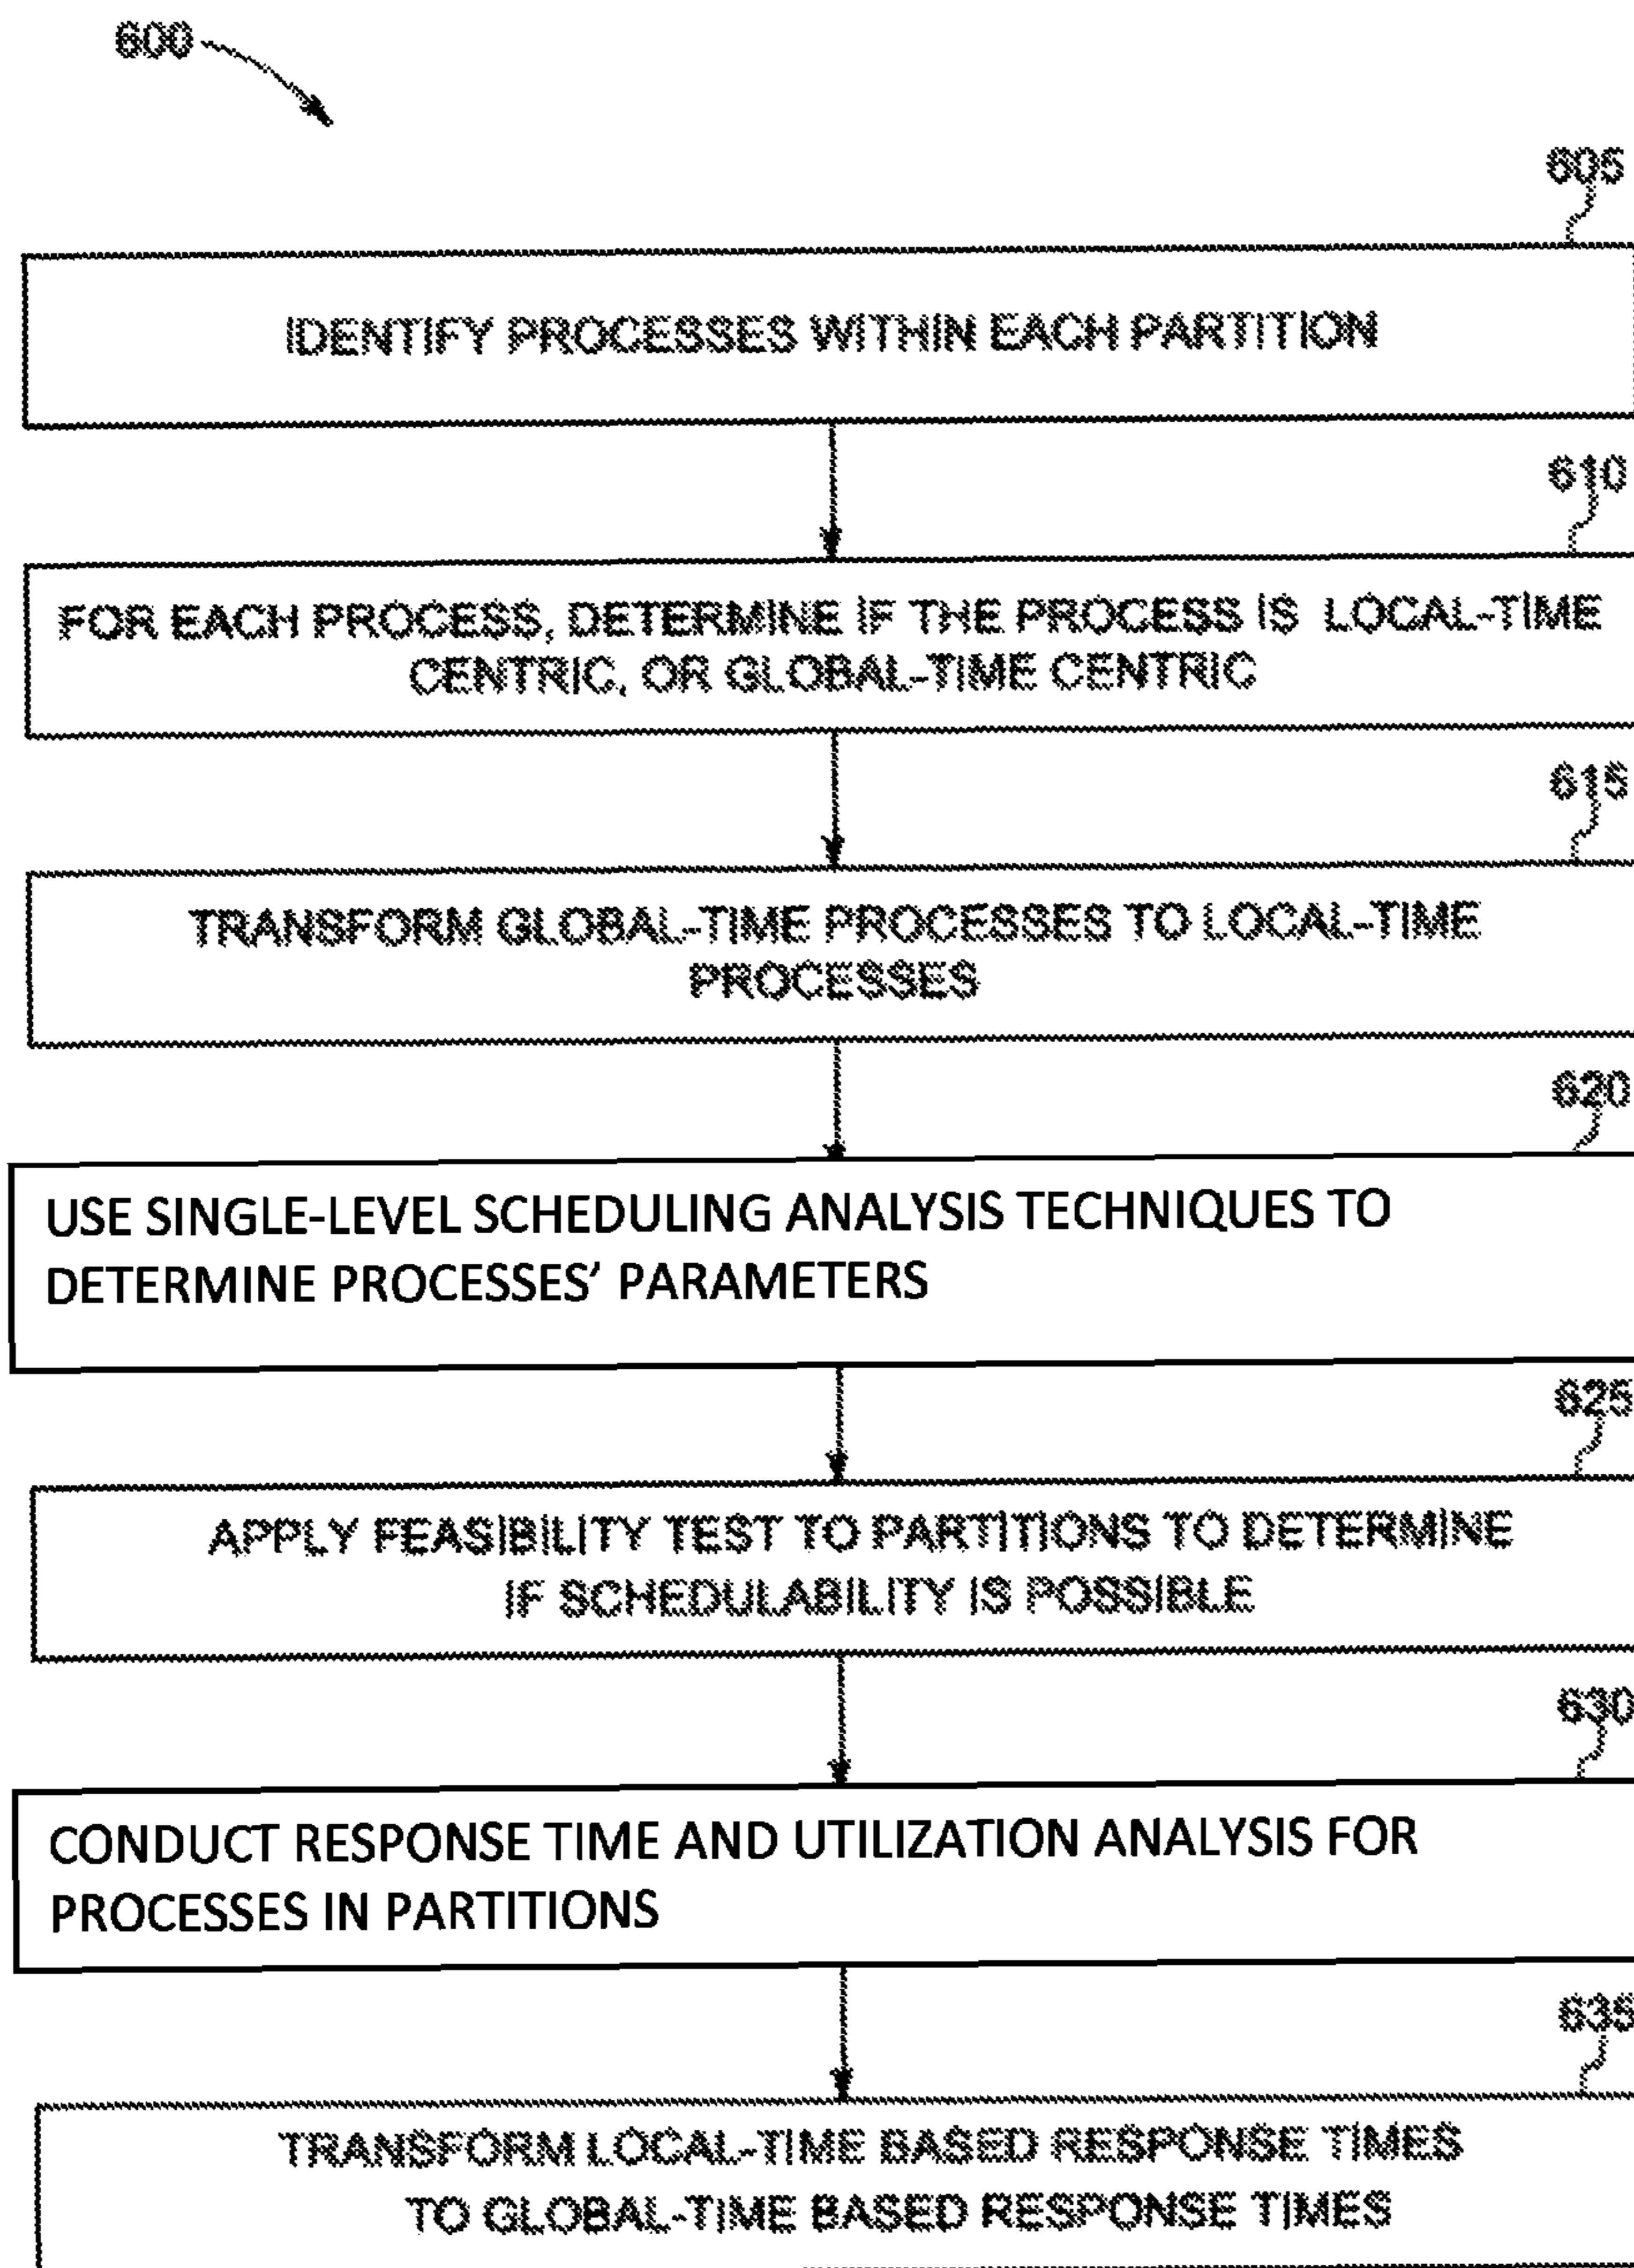 600
605
IDENTIFY PROCESSES WITHIN EACH PARTITION
610
FOR EACH PROCESS, DETERMINE IF THE PROCESS IS LOCAL-TIME
CENTRIC, OR GLOBAL-TIME CENTRIC
615
TRANSFORM GLOBAL-TIME PROCESSES TO LOCAL-TIME
PROCESSES
620
USE SINGLE-LEVEL SCHEDULING ANALYSIS TECHNIQUES TO
DETERMINE PROCESSES’ PARAMETERS
625
APPLY FEASIBILITY TEST TO PARTITIONS TO DETERMINE
IF SCHEDULABILITY IS POSSIBLE
630
CONDUCT RESPONSE TIME AND UTILIZATION ANALYSIS FOR
PROCESSES IN PARTITIONS
635
TRANSFORM LOCAL-TIME BASED RESPONSE TIMES
TO GLOBAL-TIME BASED RESPONSE TIMES